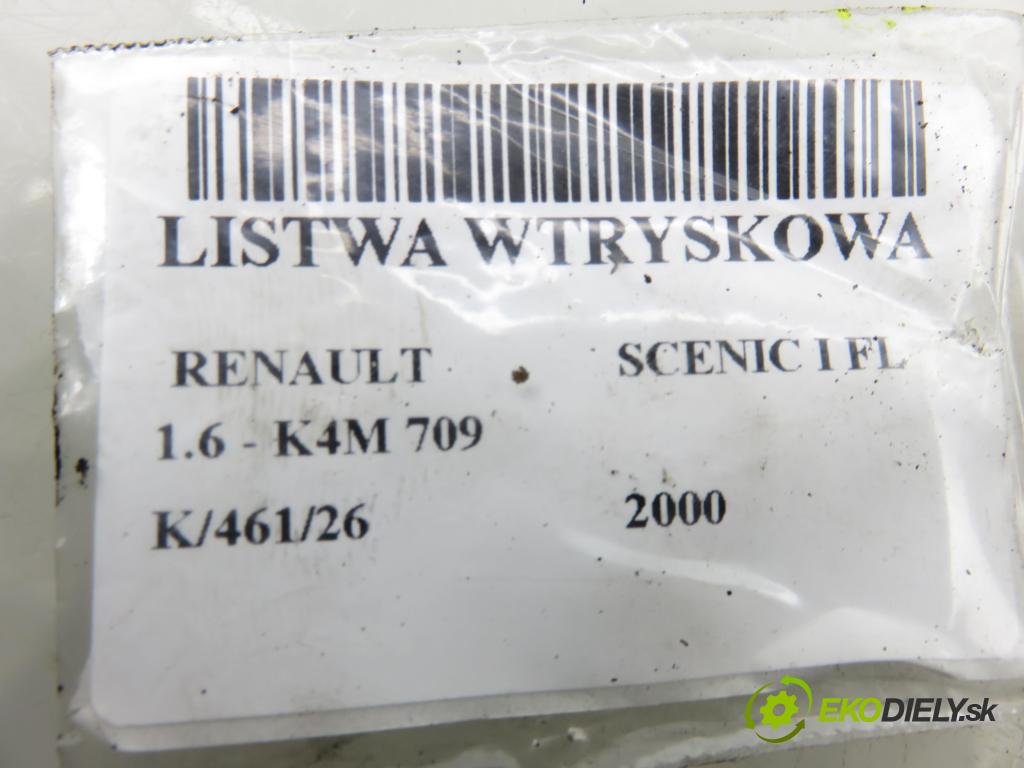 LISTWA WTRYSKOWA
RENAULT SCENIC I FL
1.6 - K4M 709
K/461/26 2000
EKODIELY.sk